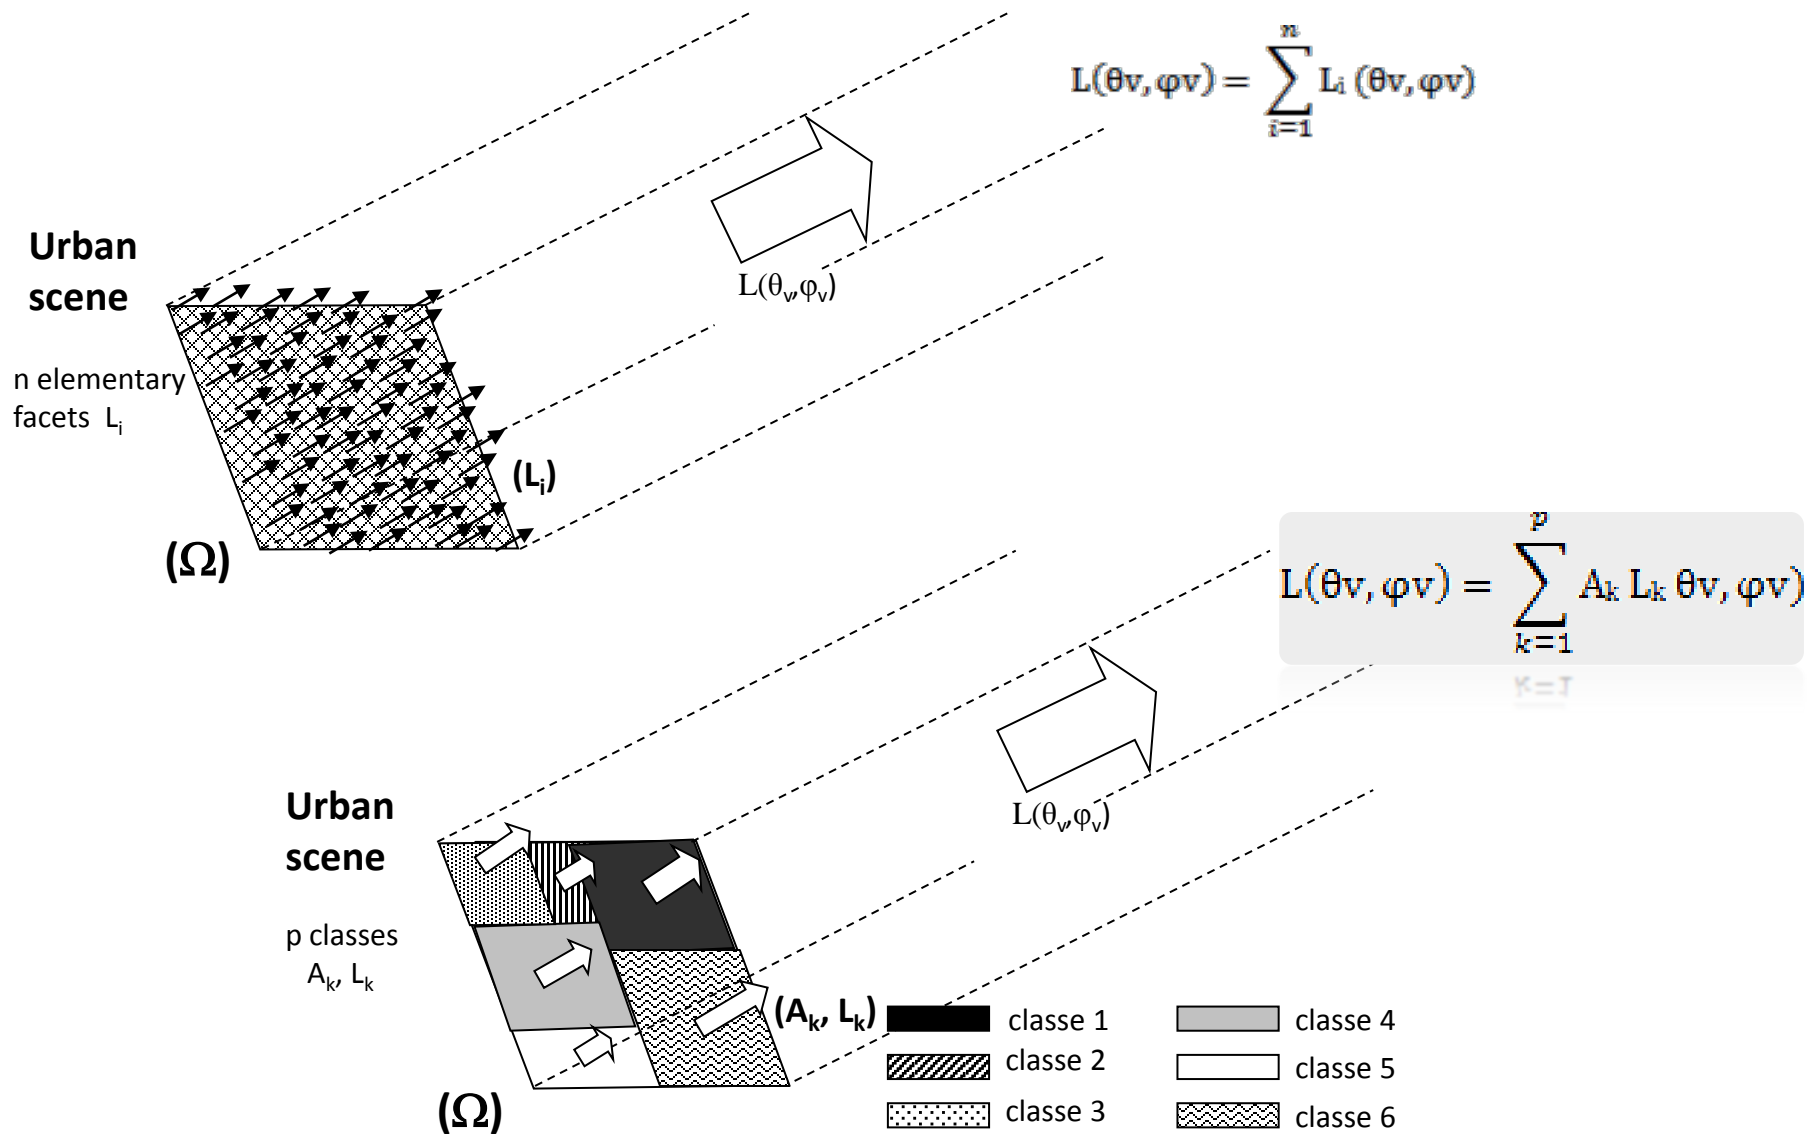 n
L(θv, φv) = ∑ Lᵢ (θv, φv)
i=1
L(θᵥ,φᵥ)
Urban
scene
n elementary
facets Lᵢ
(Lᵢ)
(Ω)
p
L(θv, φv) = ∑ Aₖ Lₖ θv, φv)
k=1
L(θᵥ,φᵥ)
Urban
scene
p classes
Aₖ, Lₖ
(Aₖ, Lₖ)
(Ω)
classe 1
classe 2
classe 3
classe 4
classe 5
classe 6